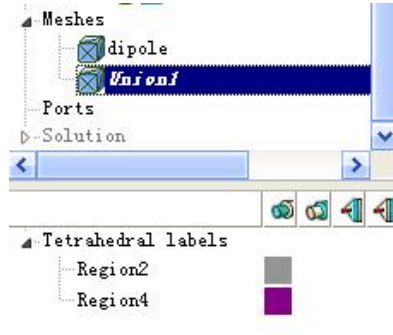 Meshes
dipole
Union1
Ports
Solution
Tetrahedral labels
Region2
Region4